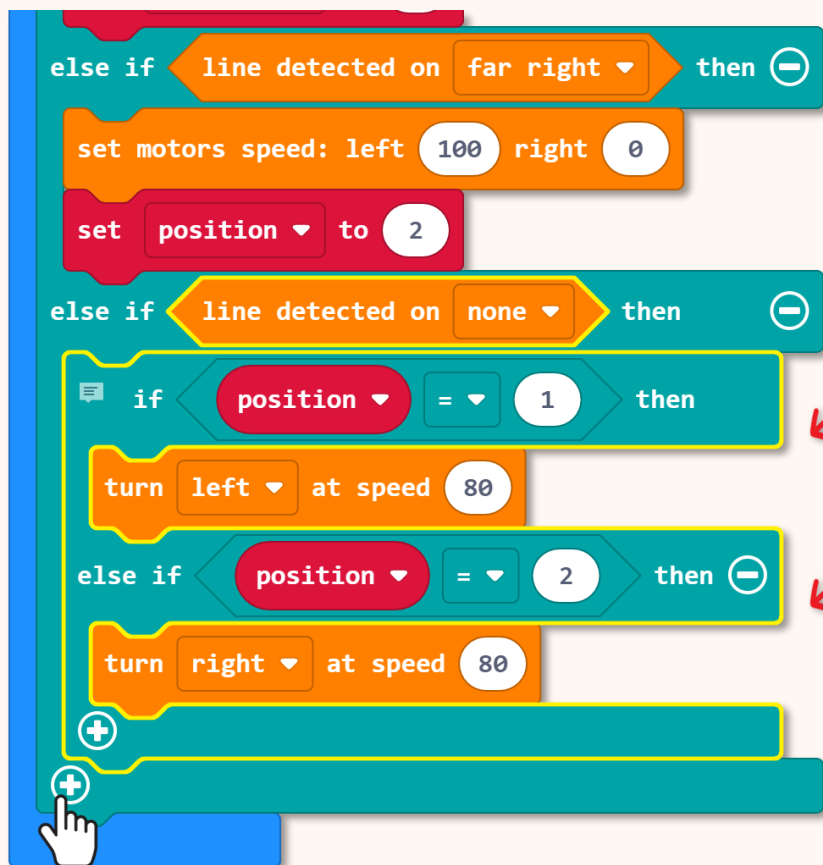 else if line detected on far right then
set motors speed: left 100 right 0
set position to 2
else if line detected on none then
if position = 1 then
turn left at speed 80
else if position = 2 then
turn right at speed 80